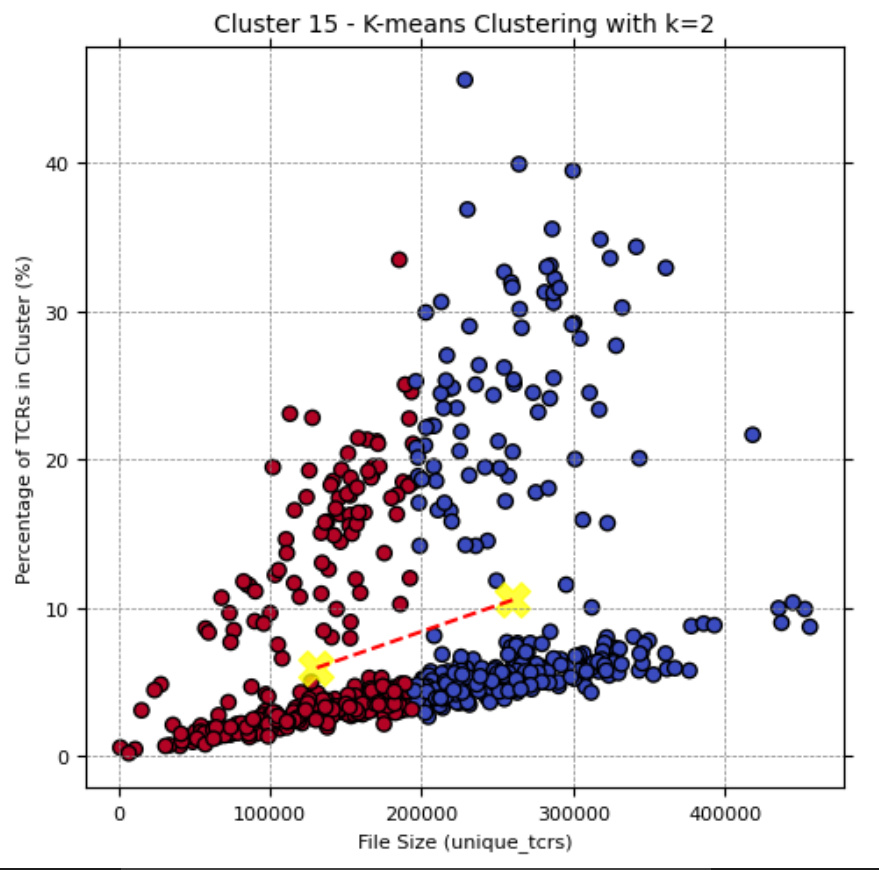 Cluster 15 - K-means Clustering with k=2
Percentage of TCRs in Cluster (%)
40
30
20
10
0
0 100000 200000 300000 400000
File Size (unique_tcrs)